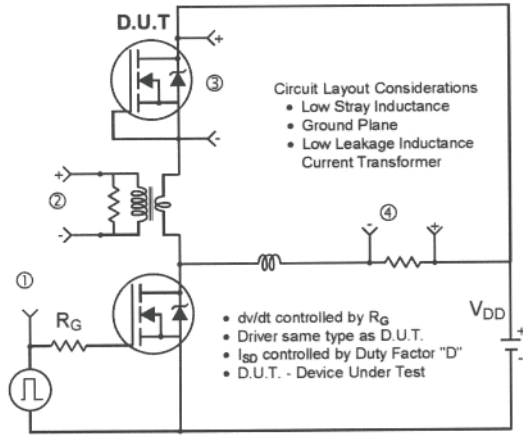 D.U.T
+
③
-
Circuit Layout Considerations
• Low Stray Inductance
• Ground Plane
• Low Leakage Inductance
Current Transformer
+
②
-
④
- +
①
RG
VDD
+
-
• dv/dt controlled by RG
• Driver same type as D.U.T.
• ISD controlled by Duty Factor "D"
• D.U.T. - Device Under Test